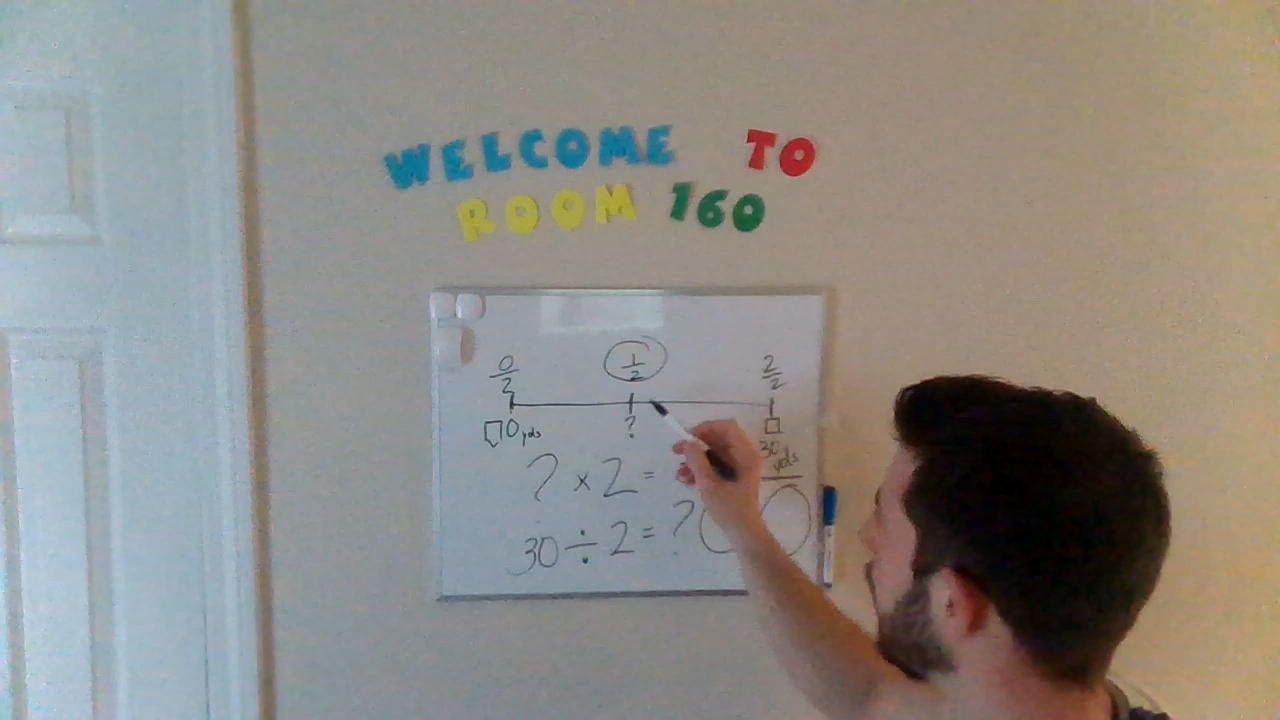 WELCOME TO
ROOM 160
0/2 1/2 2/2
0 yds ? 30 yds
? x 2 =
30 ÷ 2 = ?